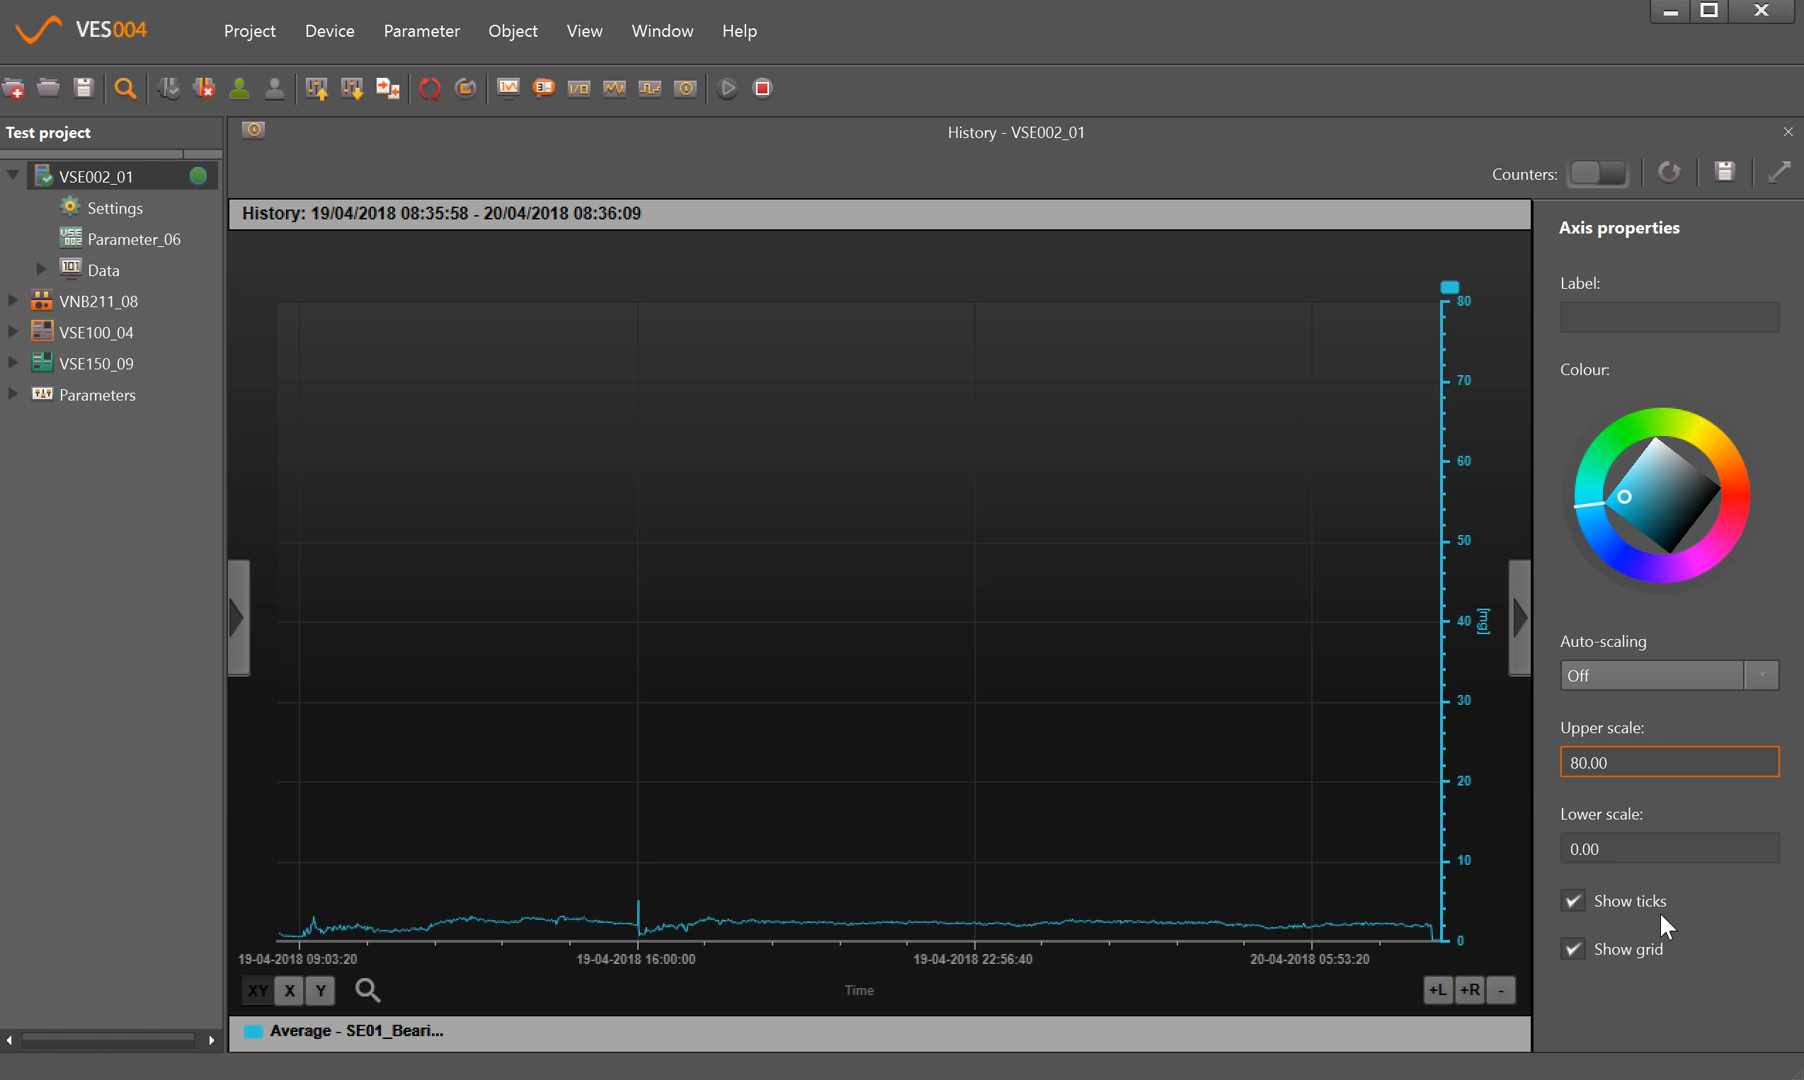 VES004
Project Device Parameter Object View Window Help
Test project
History - VSE002_01
VSE002_01
Settings
Parameter_06
Data
VNB211_08
VSE100_04
VSE150_09
Parameters
Counters:
History: 19/04/2018 08:35:58 - 20/04/2018 08:36:09
80
70
60
50
40
30
20
10
0
[mg]
19-04-2018 09:03:20
19-04-2018 16:00:00
19-04-2018 22:56:40
20-04-2018 05:53:20
XY X Y
Time
+L +R -
Average - SE01_Beari...
Axis properties
Label:
Colour:
Auto-scaling
Off
Upper scale:
80.00
Lower scale:
0.00
Show ticks
Show grid